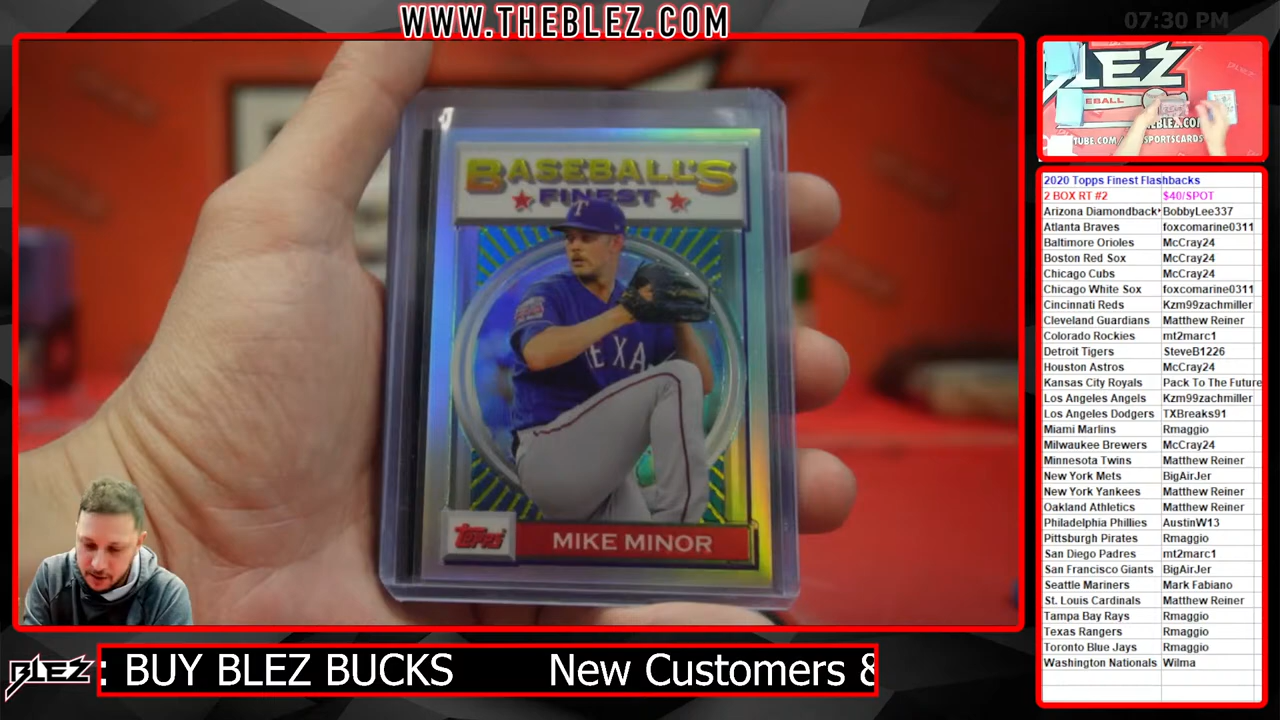 WWW.THEBLEZ.COM
07:30 PM
BASEBALL'S
FINEST
T
TEXA
TOPPS
MIKE MINOR
BLEZ
EBALL
THEBLEZ.COM
2020 Topps Finest Flashbacks
2 BOX RT #2 $40/SPOT
Arizona Diamondback BobbyLee337
Atlanta Braves foxcomarine0311
Baltimore Orioles McCray24
Boston Red Sox McCray24
Chicago Cubs McCray24
Chicago White Sox foxcomarine0311
Cincinnati Reds Kzm99zachmiller
Cleveland Guardians Matthew Reiner
Colorado Rockies mt2marc1
Detroit Tigers SteveB1226
Houston Astros McCray24
Kansas City Royals Pack To The Future
Los Angeles Angels Kzm99zachmiller
Los Angeles Dodgers TXBreaks91
Miami Marlins Rmaggio
Milwaukee Brewers McCray24
Minnesota Twins Matthew Reiner
New York Mets BigAirJer
New York Yankees Matthew Reiner
Oakland Athletics Matthew Reiner
Philadelphia Phillies AustinW13
Pittsburgh Pirates Rmaggio
San Diego Padres mt2marc1
San Francisco Giants BigAirJer
Seattle Mariners Mark Fabiano
St. Louis Cardinals Matthew Reiner
Tampa Bay Rays Rmaggio
Texas Rangers Rmaggio
Toronto Blue Jays Rmaggio
Washington Nationals Wilma
BLEZ
: BUY BLEZ BUCKS New Customers &